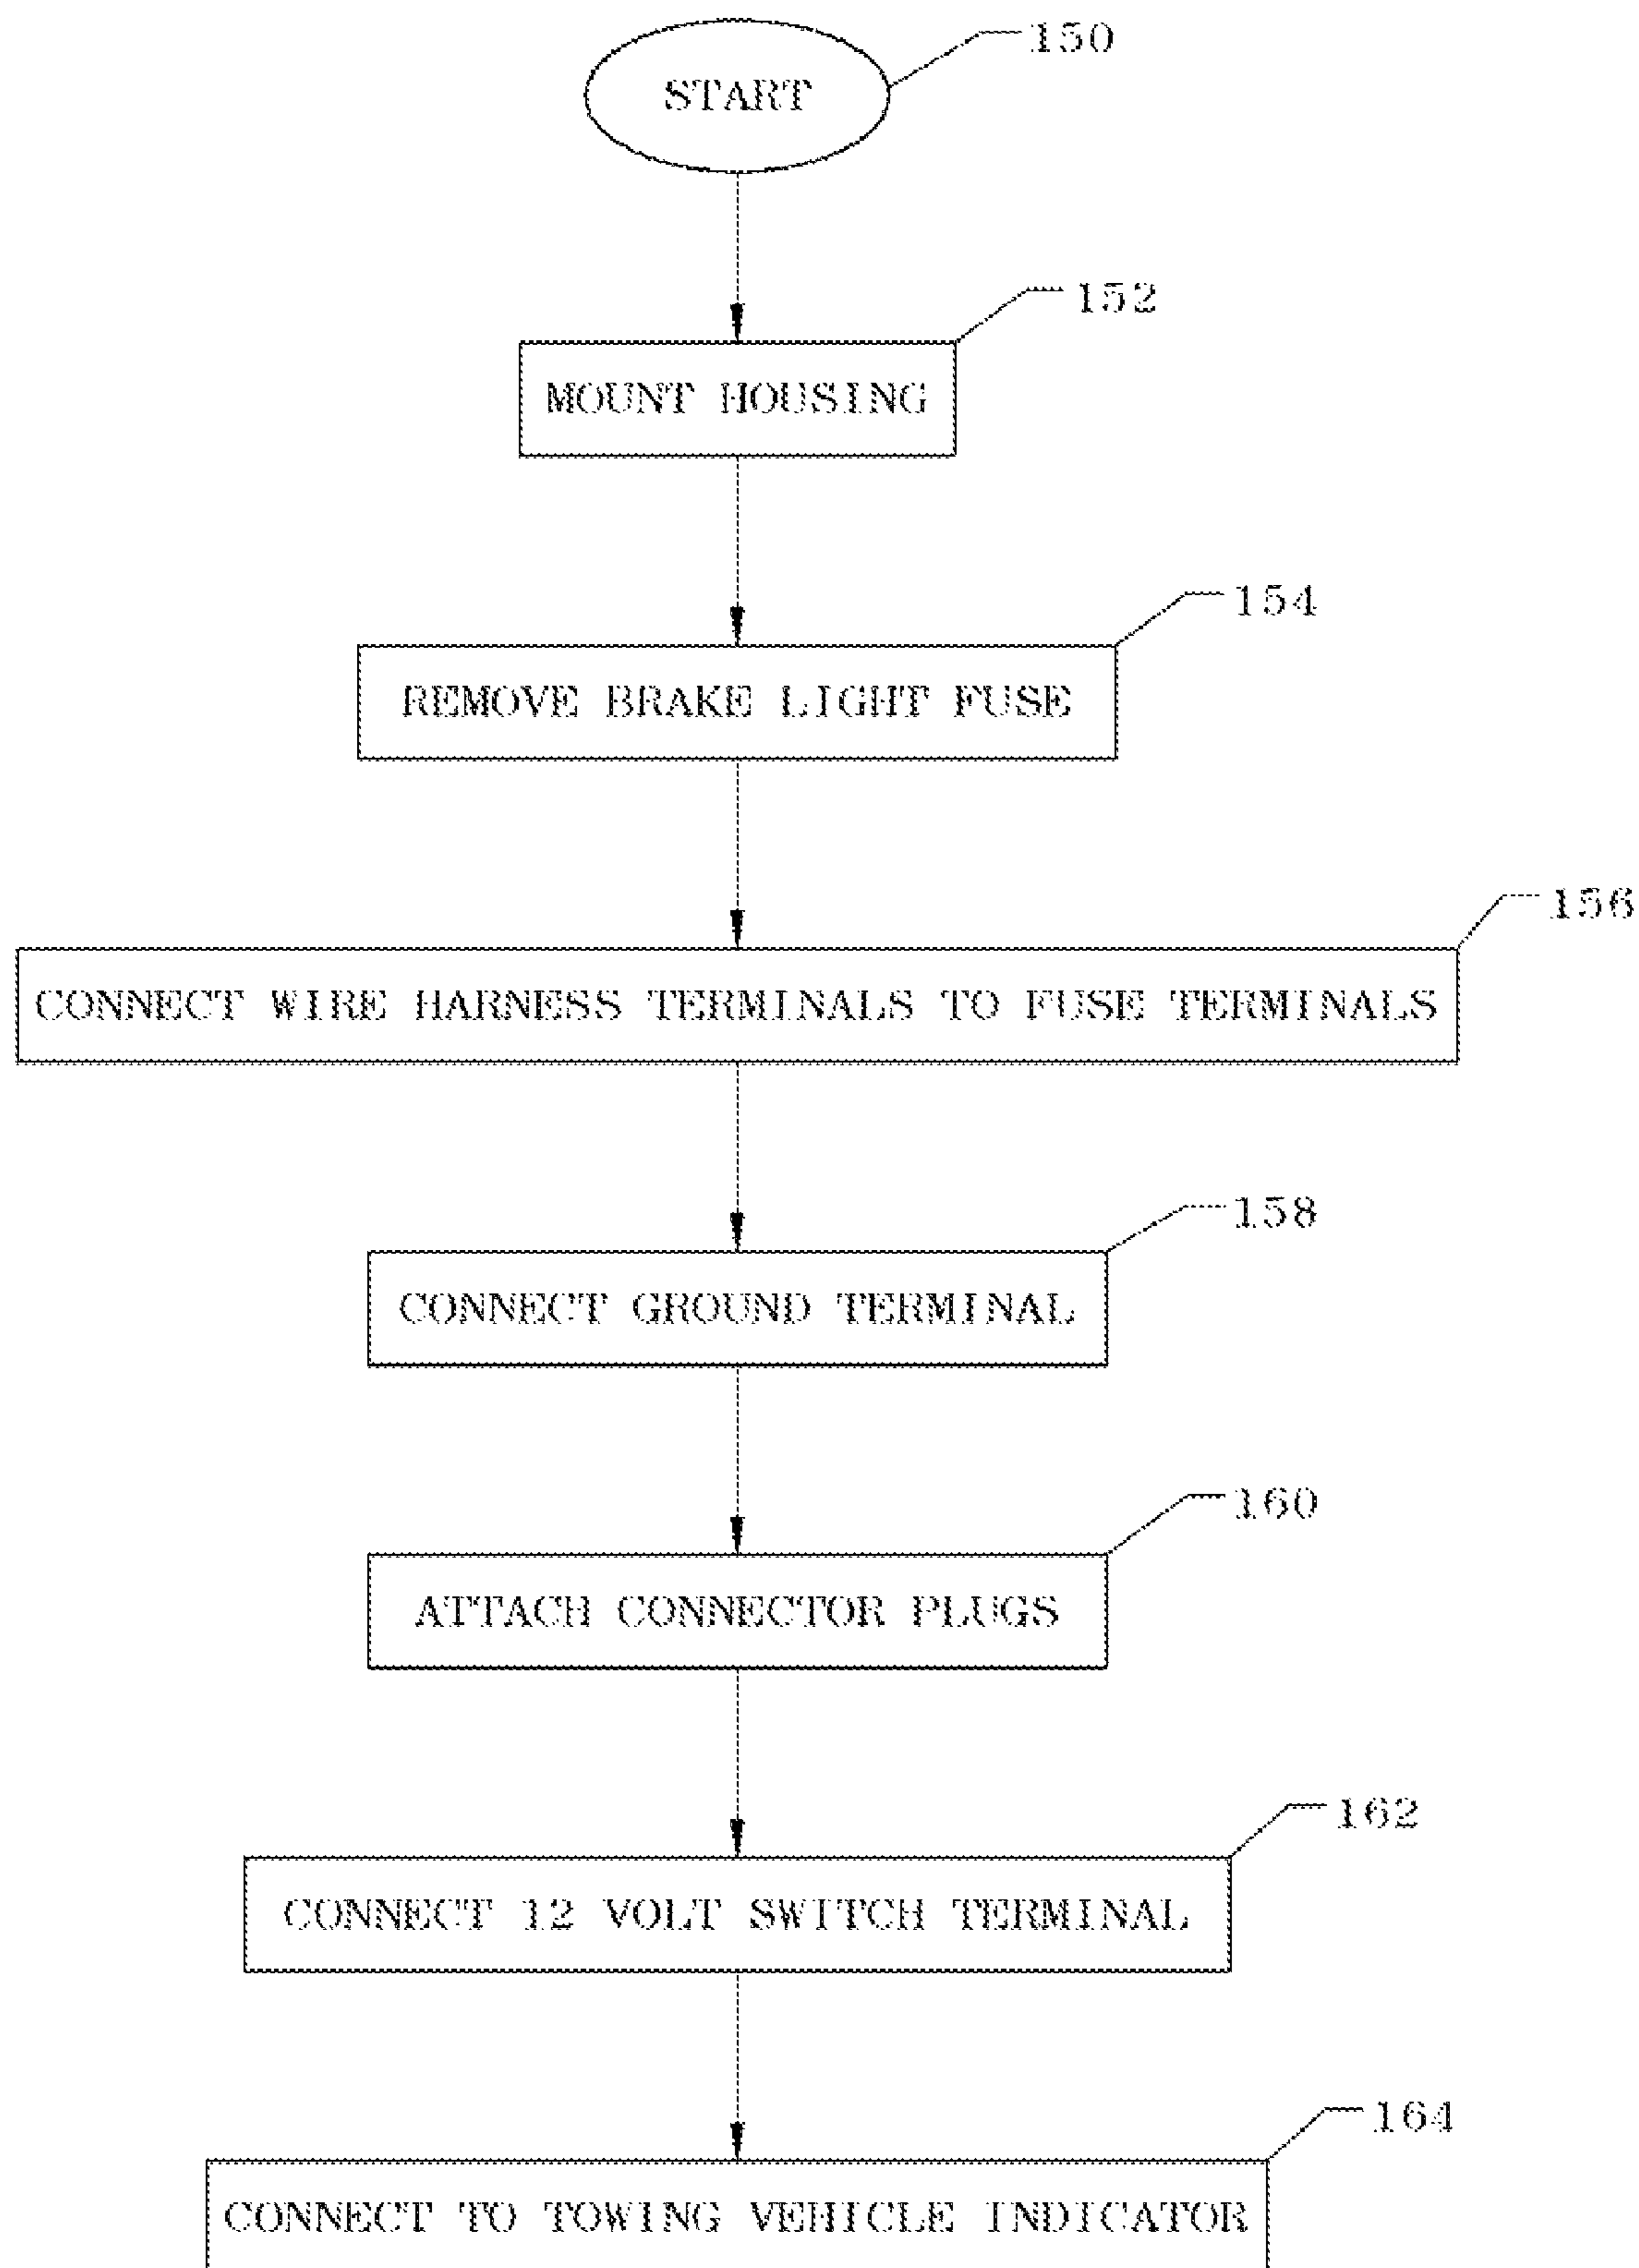 150
START
152
MOUNT HOUSING
154
REMOVE BRAKE LIGHT FUSE
156
CONNECT WIRE HARNESS TERMINALS TO FUSE TERMINALS
158
CONNECT GROUND TERMINAL
160
ATTACH CONNECTOR PLUGS
162
CONNECT 12 VOLT SWITCH TERMINAL
164
CONNECT TO TOWING VEHICLE INDICATOR